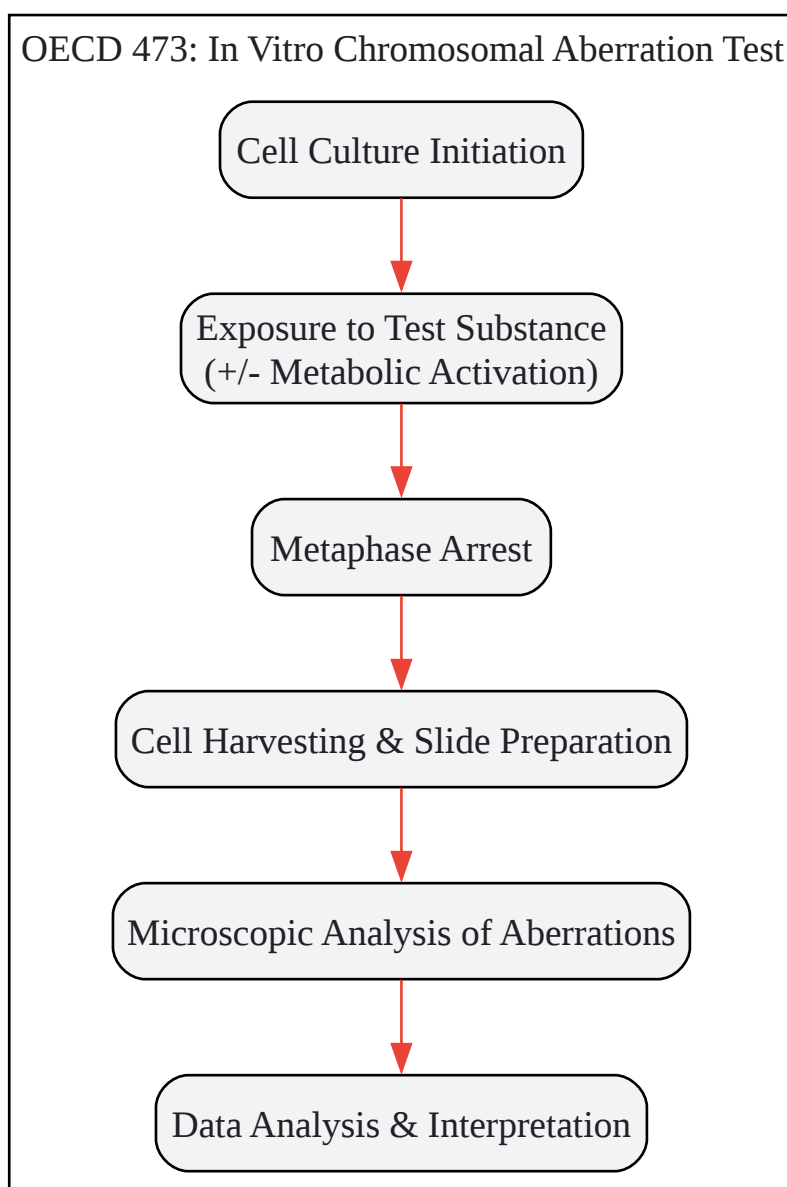 OECD 473: In Vitro Chromosomal Aberration Test
Cell Culture Initiation
Exposure to Test Substance
(+/- Metabolic Activation)
Metaphase Arrest
Cell Harvesting & Slide Preparation
Microscopic Analysis of Aberrations
Data Analysis & Interpretation